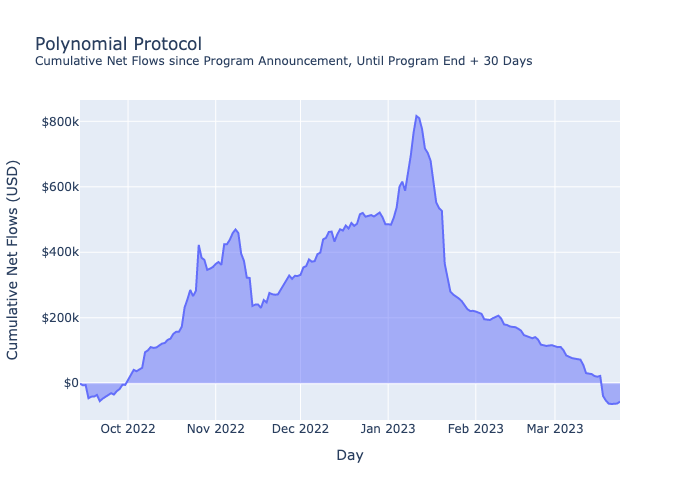 Polynomial Protocol
Cumulative Net Flows since Program Announcement, Until Program End + 30 Days
Cumulative Net Flows (USD)
$800k
$600k
$400k
$200k
$0
Oct 2022
Nov 2022
Dec 2022
Jan 2023
Feb 2023
Mar 2023
Day